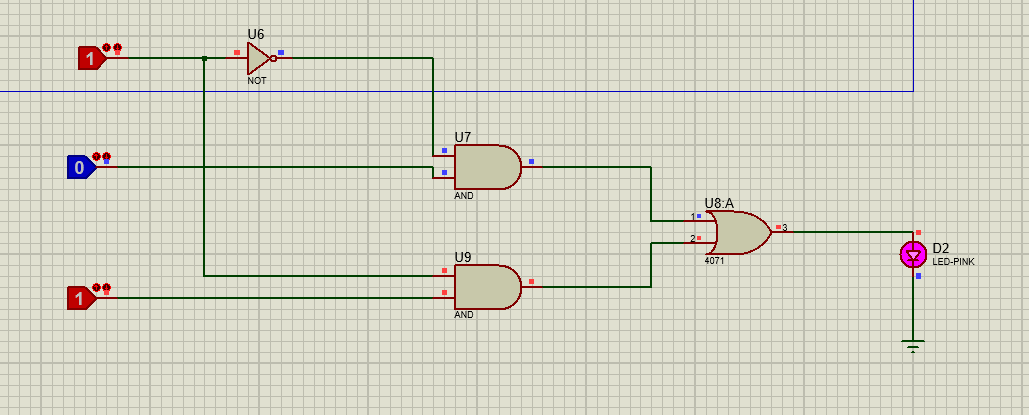 U6
1
NOT
U7
0
AND
U8:A
1
2
3
4071
D2
LED-PINK
U9
1
AND